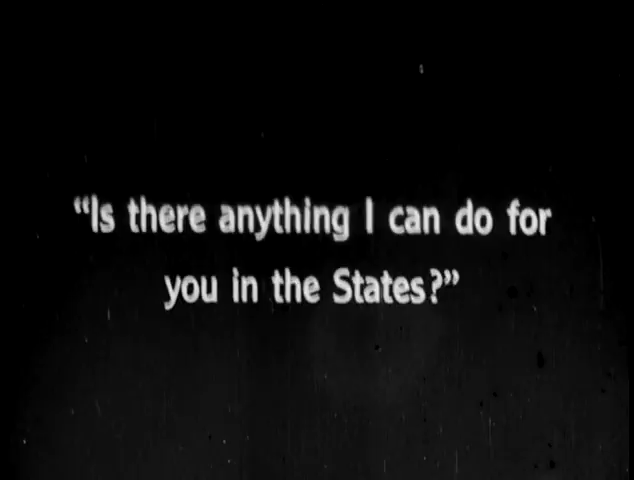 “Is there anything I can do for
you in the States?”